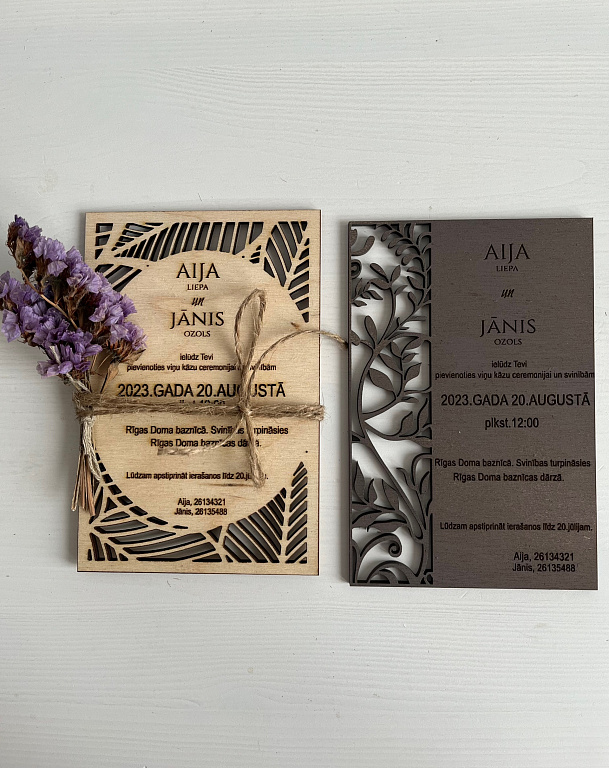 AIJA
LIEPA
un
JĀNIS
OZOLS
ielūdz Tevi
pievienoties viņu kāzu ceremonijai un svinībām
2023.GADA 20.AUGUSTĀ
Rīgas Doma baznīcā. Svinības turpināsies
Rīgas Doma baznīcas dārzā.
Lūdzam apstiprināt ierašanos līdz 20.jūlijam.
Aija, 26134321
Jānis, 26135488
AIJA
LIEPA
un
JĀNIS
OZOLS
ielūdz Tevi
pievienoties viņu kāzu ceremonijai un svinībām
2023.GADA 20.AUGUSTĀ
plkst.12:00
Rīgas Doma baznīcā. Svinības turpināsies
Rīgas Doma baznīcas dārzā.
Lūdzam apstiprināt ierašanos līdz 20.jūlijam.
Aija, 26134321
Jānis, 26135488